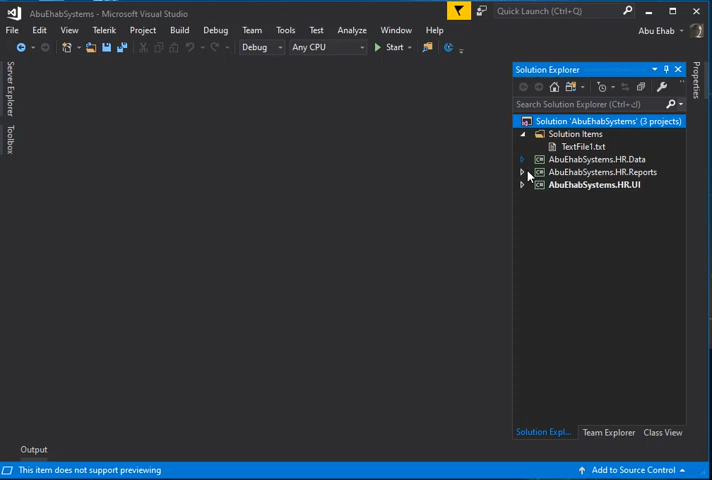 AbuEhabSystems - Microsoft Visual Studio
Quick Launch (Ctrl+Q)
File Edit View Telerik Project Build Debug Team Tools Test Analyze Window Help
Abu Ehab
Debug Any CPU Start
Server Explorer
Toolbox
Solution Explorer
Properties
Search Solution Explorer (Ctrl+;)
Solution 'AbuEhabSystems' (3 projects)
Solution Items
TextFile1.txt
C# AbuEhabSystems.HR.Data
C# AbuEhabSystems.HR.Reports
C# AbuEhabSystems.HR.UI
Solution Expl... Team Explorer Class View
Output
This item does not support previewing
Add to Source Control